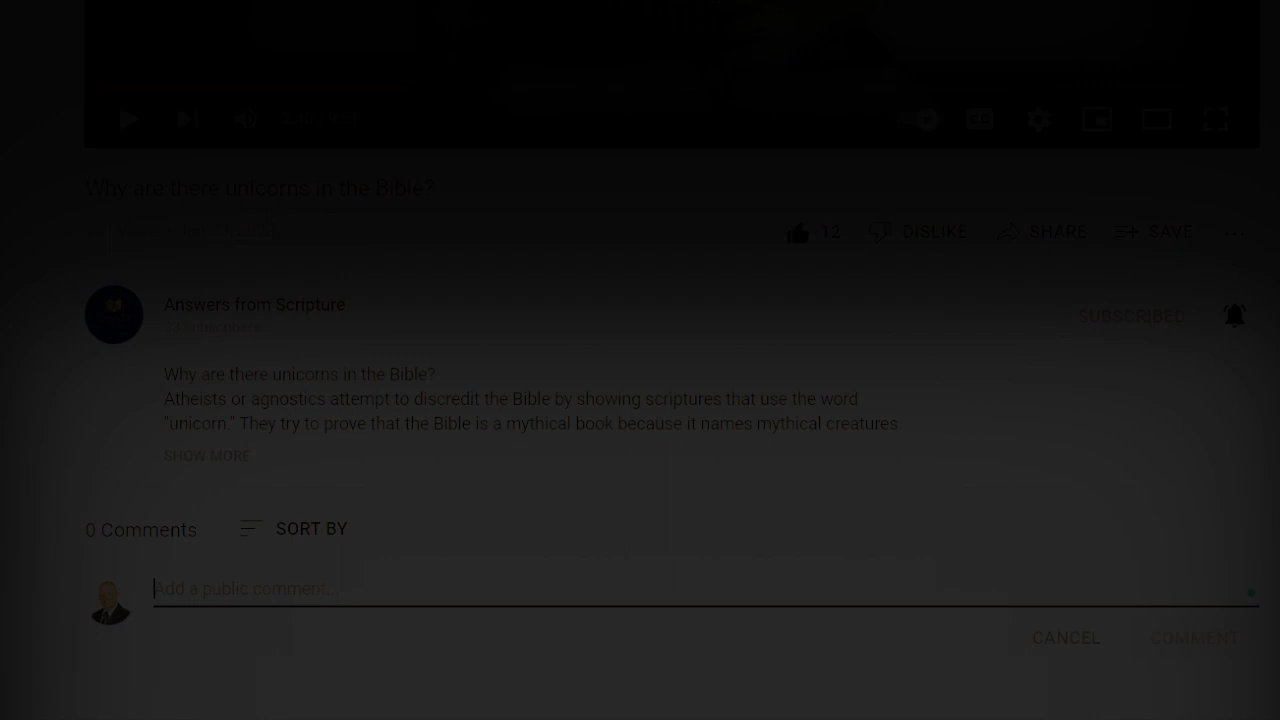 Why are there unicorns in the Bible?
12 DISLIKE SHARE SAVE
Answers from Scripture
SUBSCRIBED
Why are there unicorns in the Bible?
Atheists or agnostics attempt to discredit the Bible by showing scriptures that use the word
"unicorn." They try to prove that the Bible is a mythical book because it names mythical creatures.
SHOW MORE
0 Comments SORT BY
Add a public comment...
CANCEL COMMENT